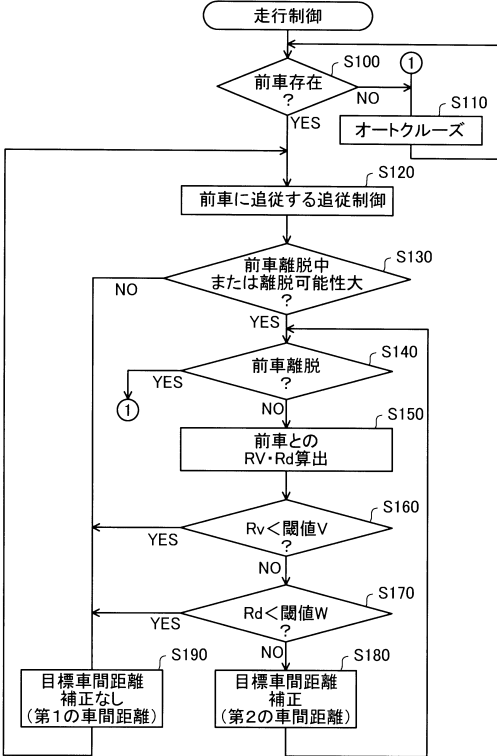 走行制御
S100
前車存在
?
NO
YES
1
S110
オートクルーズ
S120
前車に追従する追従制御
S130
前車離脱中
または離脱可能性大
?
NO
YES
S140
前車離脱
?
YES
NO
1
S150
前車との
RV・Rd算出
S160
Rv<閾値V
?
YES
NO
S170
Rd<閾値W
?
YES
NO
S190
目標車間距離
補正なし
(第1の車間距離)
S180
目標車間距離
補正
(第2の車間距離)